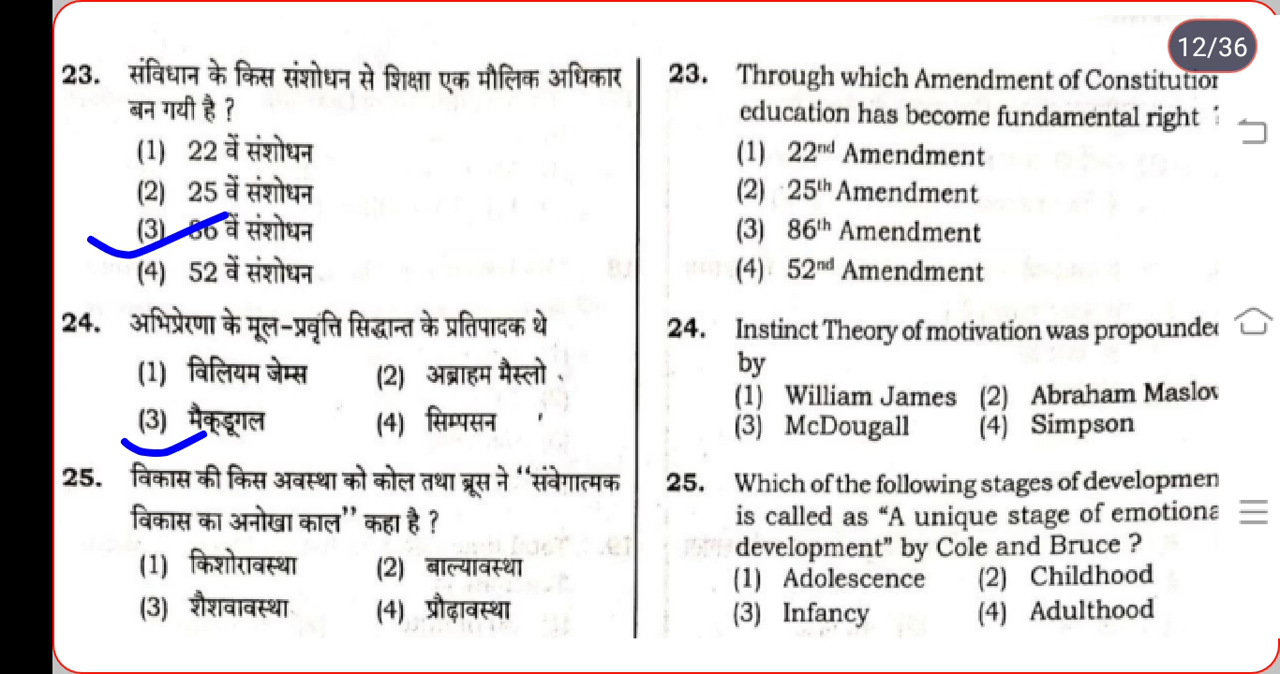 12/36
23. संविधान के किस संशोधन से शिक्षा एक मौलिक अधिकार
बन गयी है ?
(1) 22 वें संशोधन
(2) 25 वें संशोधन
(3) 86 वें संशोधन
(4) 52 वें संशोधन
24. अभिप्रेरणा के मूल-प्रवृत्ति सिद्धान्त के प्रतिपादक थे
(1) विलियम जेम्स (2) अब्राहम मैस्लो
(3) मैक्डूगल (4) सिम्पसन
25. विकास की किस अवस्था को कोल तथा ब्रूस ने “संवेगात्मक
विकास का अनोखा काल” कहा है ?
(1) किशोरावस्था (2) बाल्यावस्था
(3) शैशवावस्था (4) प्रौढ़ावस्था
23. Through which Amendment of Constitution
education has become fundamental right ?
(1) 22nd Amendment
(2) 25th Amendment
(3) 86th Amendment
(4) 52nd Amendment
24. Instinct Theory of motivation was propounded
by
(1) William James (2) Abraham Maslow
(3) McDougall (4) Simpson
25. Which of the following stages of developmen
is called as “A unique stage of emotiona
development” by Cole and Bruce ?
(1) Adolescence (2) Childhood
(3) Infancy (4) Adulthood